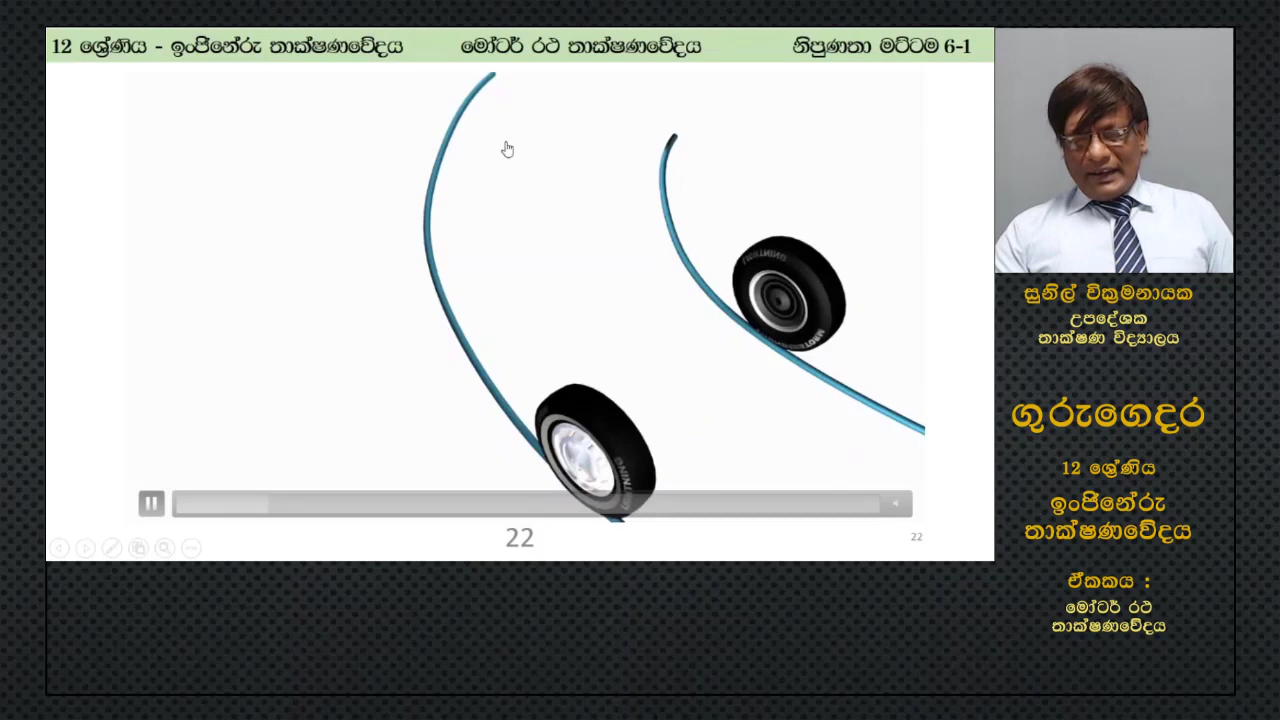 12 ශ්‍රේණිය - ඉංජිනේරු තාක්ෂණවේදය මෝටර් රථ තාක්ෂණවේදය නිපුණතා මට්ටම 6-1
22
22
සුනිල් වික්‍රමනායක
උපදේශක
තාක්ෂණ විද්‍යාලය
ගුරුගෙදර
12 ශ්‍රේණිය
ඉංජිනේරු
තාක්ෂණවේදය
ඒකකය :
මෝටර් රථ
තාක්ෂණවේදය